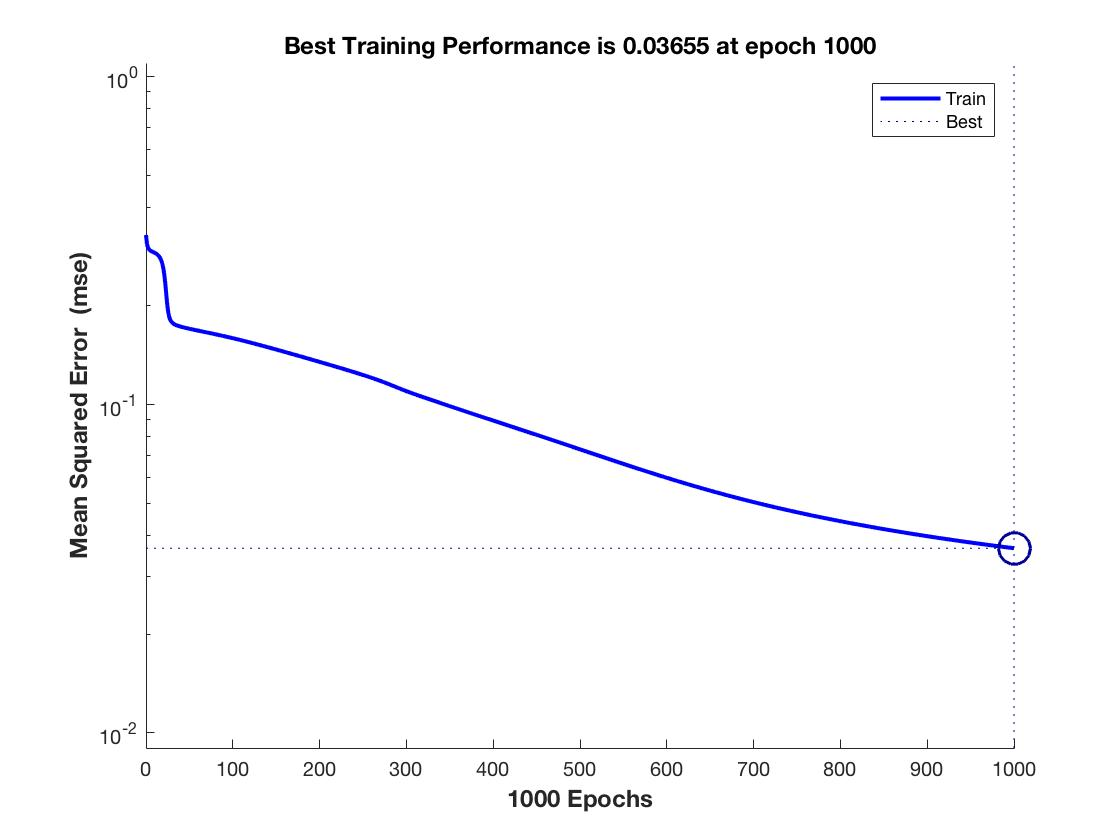 Best Training Performance is 0.03655 at epoch 1000
10^0
Train
Best
Mean Squared Error (mse)
10^-1
10^-2
0 100 200 300 400 500 600 700 800 900 1000
1000 Epochs